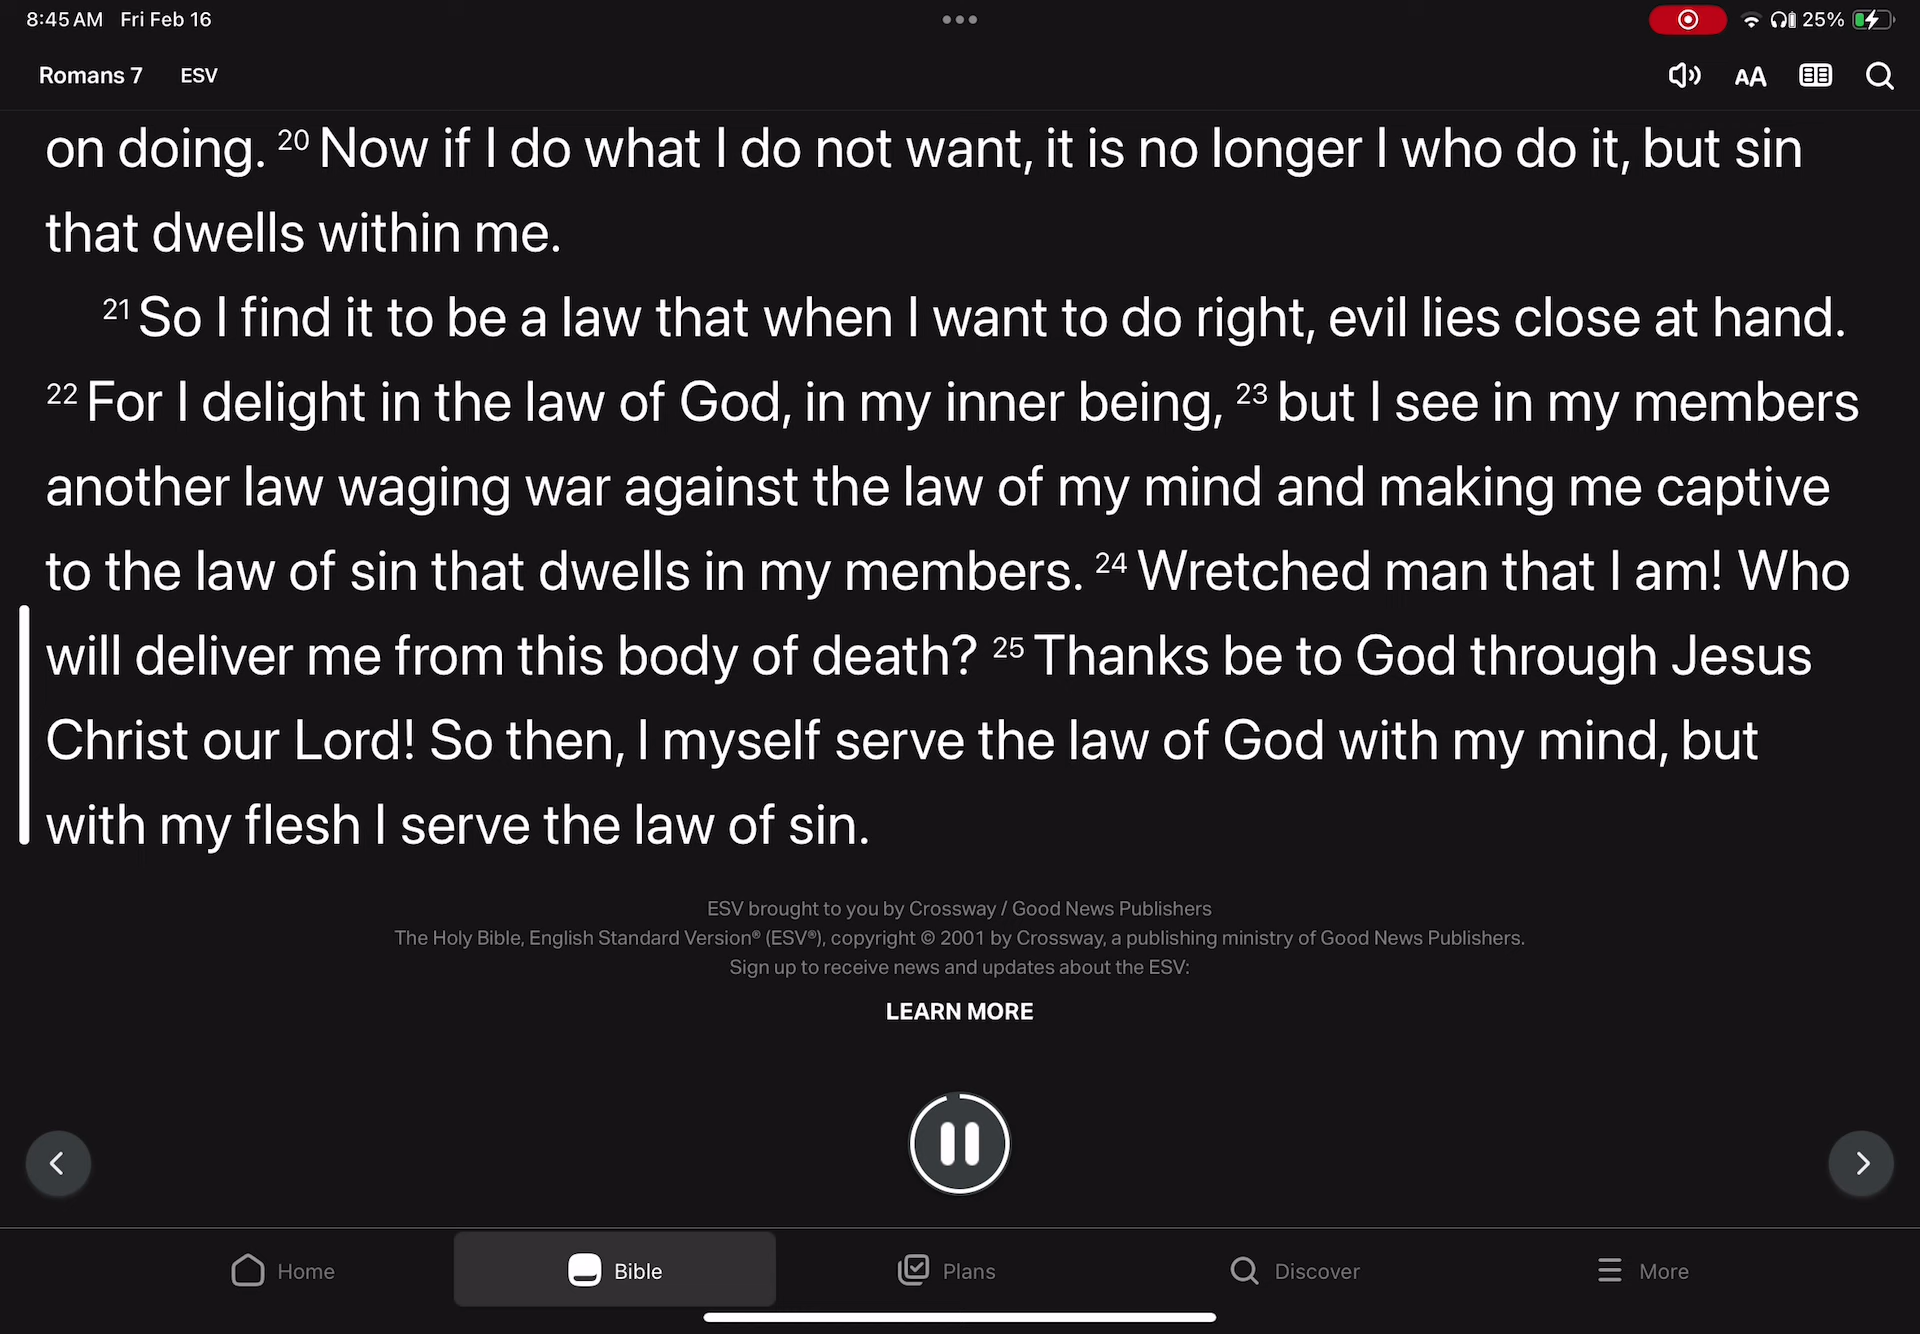 8:45 AM Fri Feb 16
25%
Romans 7 ESV
AA
on doing. 20 Now if I do what I do not want, it is no longer I who do it, but sin
that dwells within me.
21 So I find it to be a law that when I want to do right, evil lies close at hand.
22 For I delight in the law of God, in my inner being, 23 but I see in my members
another law waging war against the law of my mind and making me captive
to the law of sin that dwells in my members. 24 Wretched man that I am! Who
will deliver me from this body of death? 25 Thanks be to God through Jesus
Christ our Lord! So then, I myself serve the law of God with my mind, but
with my flesh I serve the law of sin.
ESV brought to you by Crossway / Good News Publishers
The Holy Bible, English Standard Version® (ESV®), copyright © 2001 by Crossway, a publishing ministry of Good News Publishers.
Sign up to receive news and updates about the ESV:
LEARN MORE
Home
Bible
Plans
Discover
More